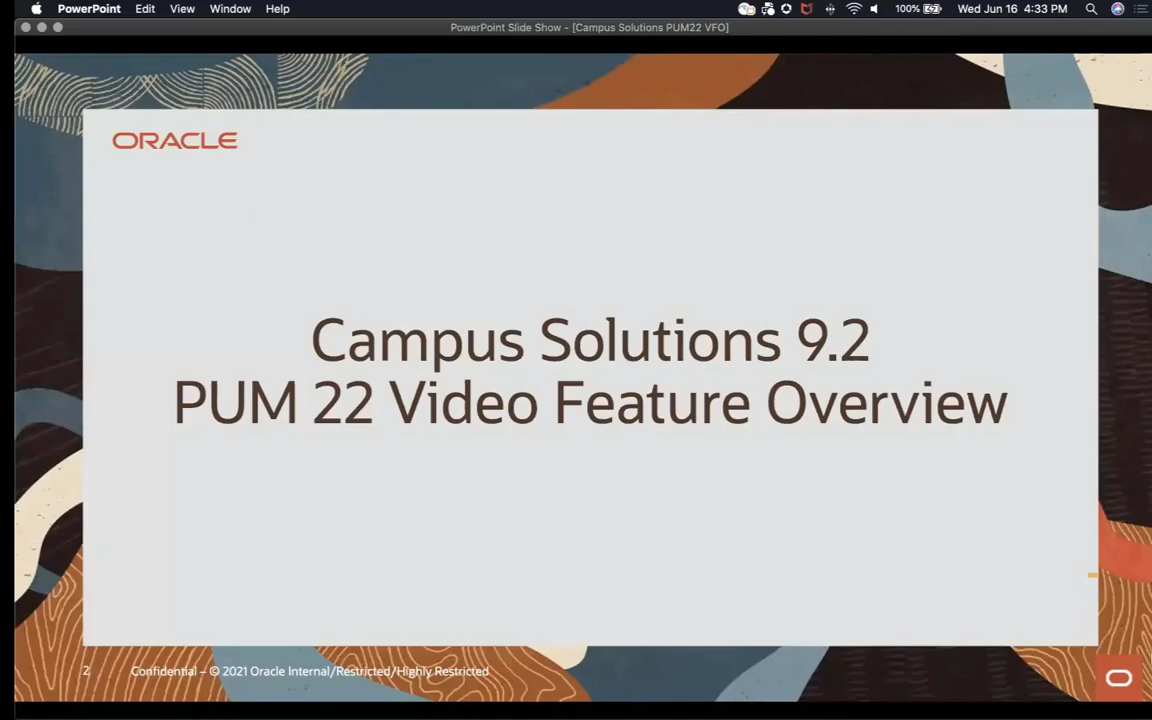 PowerPoint Edit View Window Help 100% Wed Jun 16 4:33 PM
PowerPoint Slide Show - [Campus Solutions PUM22 VFO]
ORACLE
Campus Solutions 9.2
PUM 22 Video Feature Overview
2 Confidential – © 2021 Oracle Internal/Restricted/Highly Restricted